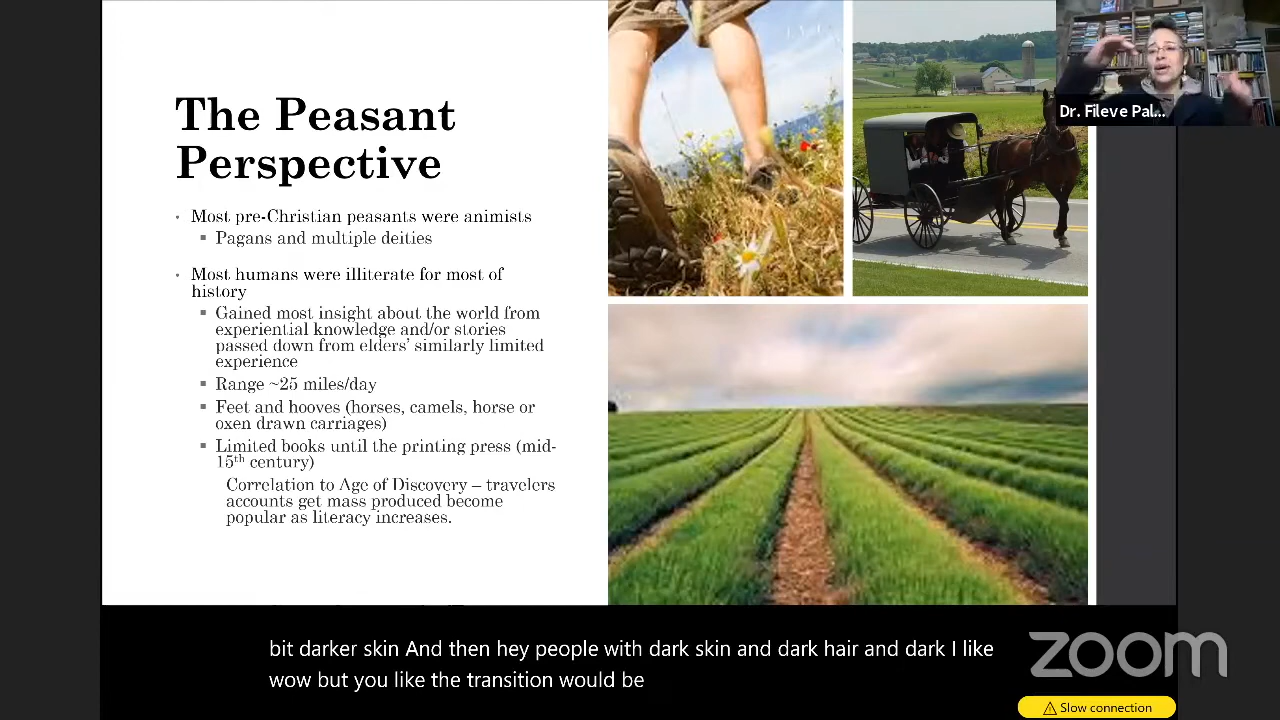 The Peasant
Perspective
Most pre-Christian peasants were animists
Pagans and multiple deities
Most humans were illiterate for most of
history
Gained most insight about the world from
experiential knowledge and/or stories
passed down from elders' similarly limited
experience
Range ~25 miles/day
Feet and hooves (horses, camels, horse or
oxen drawn carriages)
Limited books until the printing press (mid-
15th century)
Correlation to Age of Discovery – travelers
accounts get mass produced become
popular as literacy increases.
Dr. Fileve Pal...
bit darker skin And then hey people with dark skin and dark hair and dark I like
wow but you like the transition would be
zoom
Slow connection